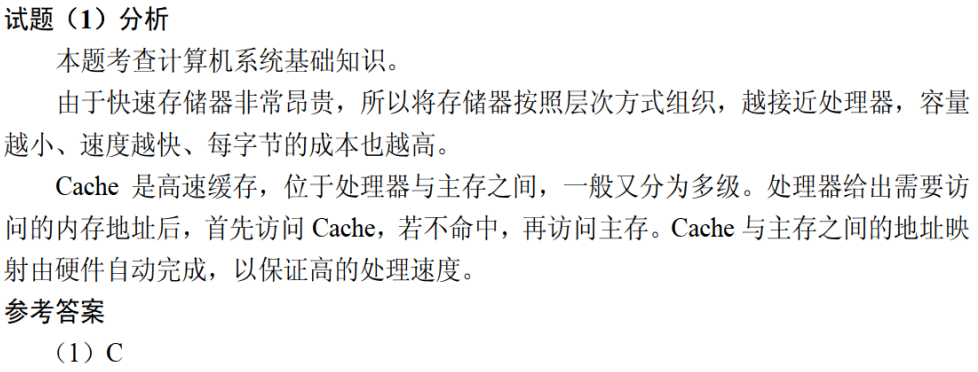 试题（1）分析
本题考查计算机系统基础知识。
由于快速存储器非常昂贵，所以将存储器按照层次方式组织，越接近处理器，容量
越小、速度越快、每字节的成本也越高。
Cache 是高速缓存，位于处理器与主存之间，一般又分为多级。处理器给出需要访
问的内存地址后，首先访问 Cache，若不命中，再访问主存。Cache 与主存之间的地址映
射由硬件自动完成，以保证高的处理速度。
参考答案
（1）C